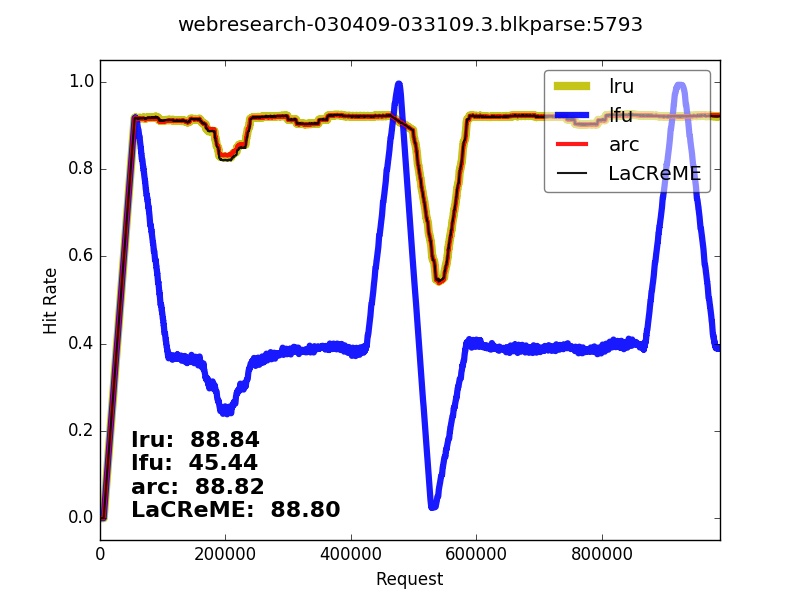 webresearch-030409-033109.3.blkparse:5793
1.0
0.8
0.6
0.4
0.2
0.0
Hit Rate
lru
lfu
arc
LaCReME
lru:  88.84
lfu:  45.44
arc:  88.82
LaCReME:  88.80
0 200000 400000 600000 800000
Request